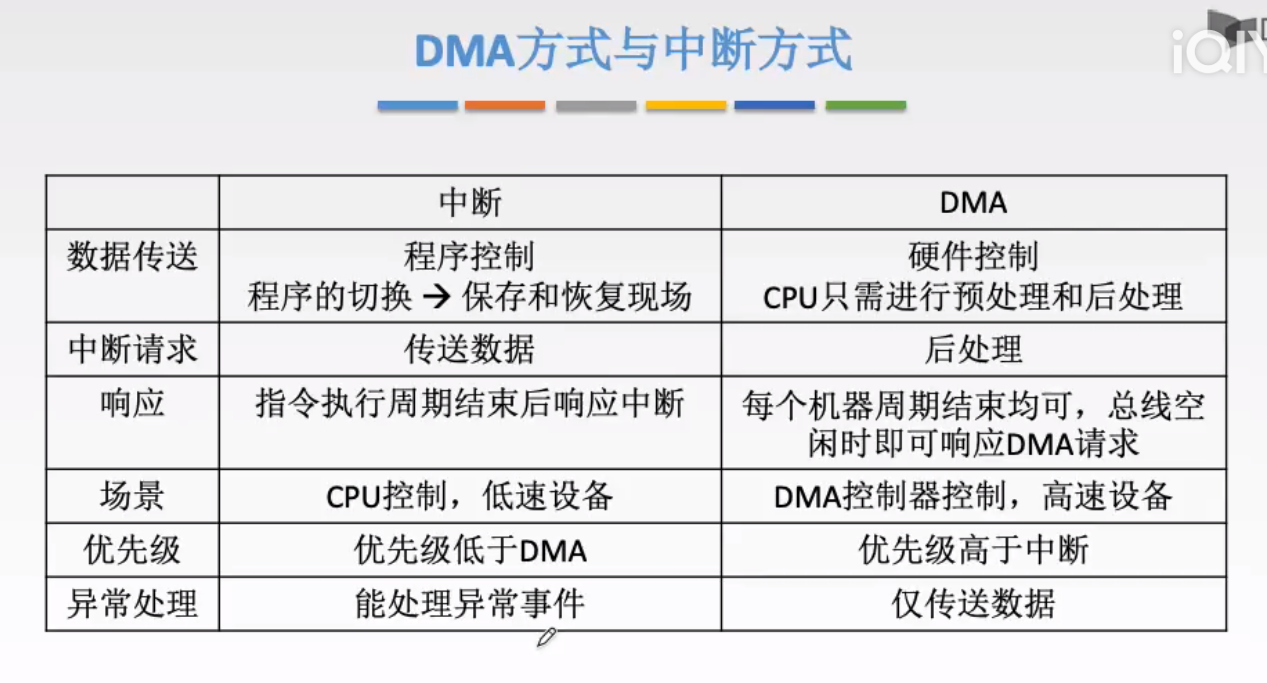 DMA方式与中断方式
iQIY
中断
DMA
数据传送
程序控制
程序的切换 → 保存和恢复现场
硬件控制
CPU只需进行预处理和后处理
中断请求
传送数据
后处理
响应
指令执行周期结束后响应中断
每个机器周期结束均可，总线空
闲时即可响应DMA请求
场景
CPU控制，低速设备
DMA控制器控制，高速设备
优先级
优先级低于DMA
优先级高于中断
异常处理
能处理异常事件
仅传送数据